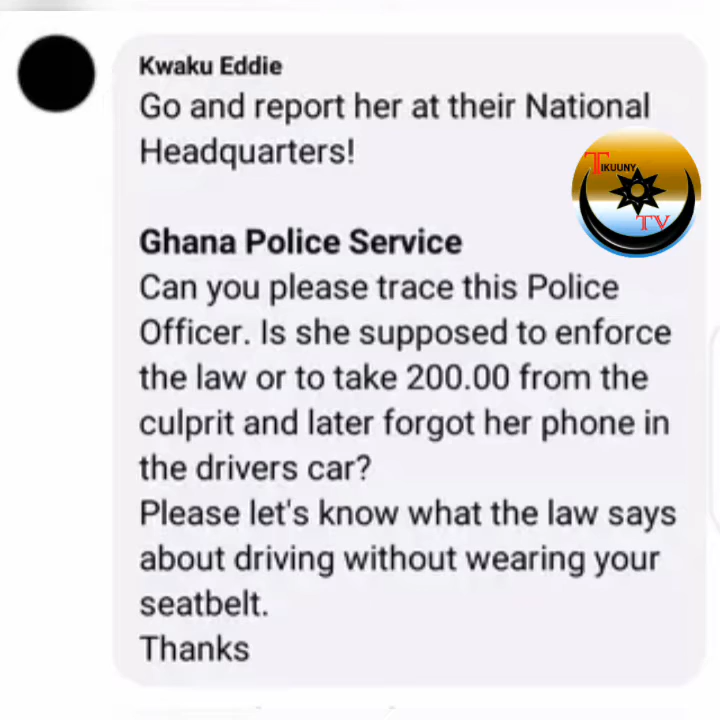 Kwaku Eddie
Go and report her at their National
Headquarters!
TIKUUNY
TV
Ghana Police Service
Can you please trace this Police
Officer. Is she supposed to enforce
the law or to take 200.00 from the
culprit and later forgot her phone in
the drivers car?
Please let's know what the law says
about driving without wearing your
seatbelt.
Thanks